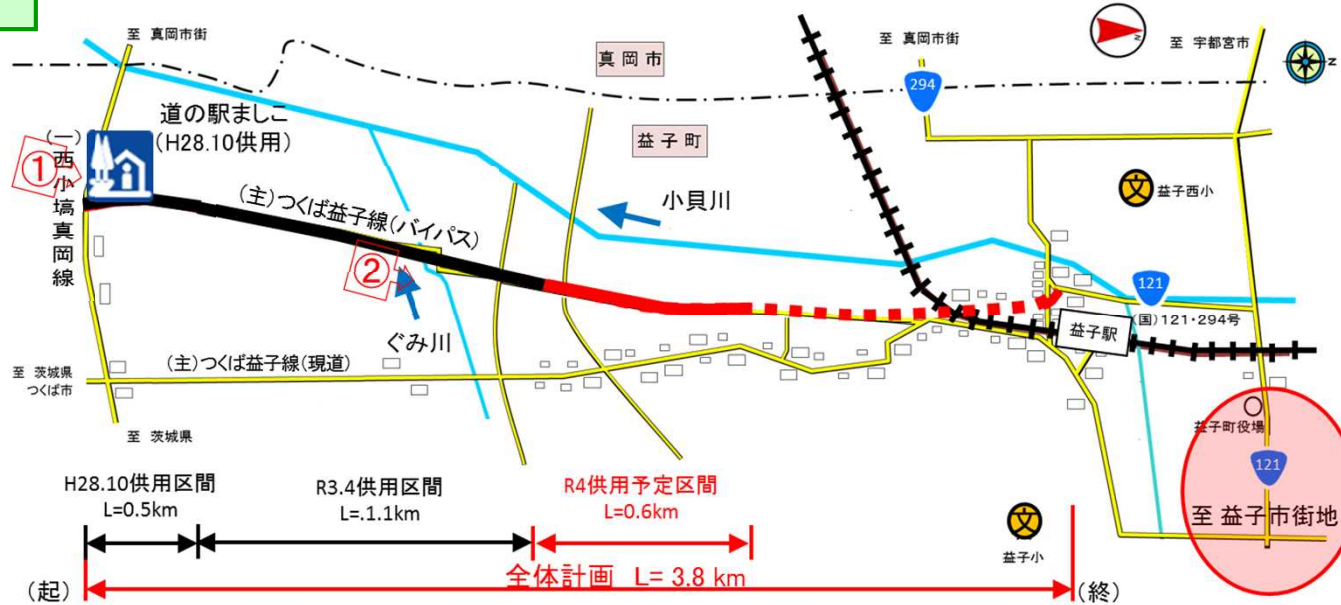 至 真岡市街
真岡市
至 真岡市街
至 宇都宮市
N
N
294
道の駅ましこ
(H28.10供用)
益子町
①
(一)西小塙真岡線
小貝川
文
益子西小
(主)つくば益子線(バイパス)
②
121
(国)121・294号
益子駅
ぐみ川
(主)つくば益子線(現道)
至 茨城県
つくば市
至 茨城県
益子町役場
121
至 益子市街地
H28.10供用区間
L=0.5km
R3.4供用区間
L=.1.1km
R4供用予定区間
L=0.6km
文
益子小
全体計画 L= 3.8 km
(起)
(終)